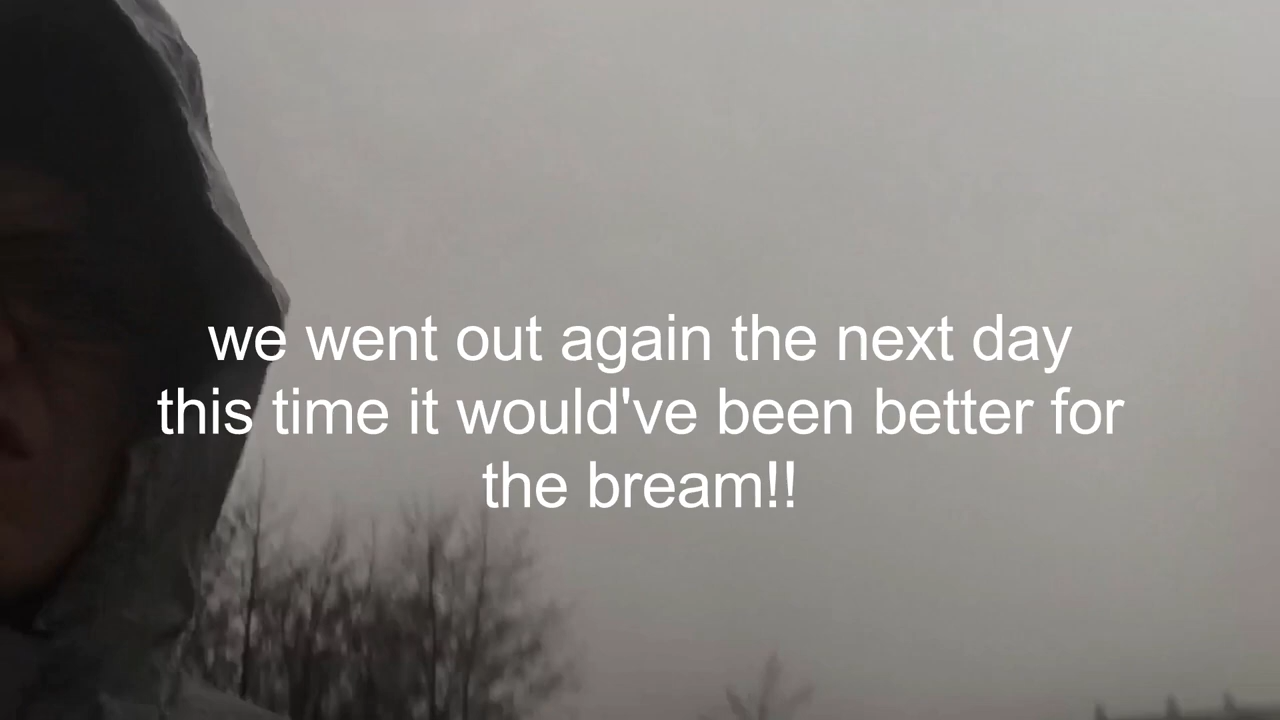 we went out again the next day
this time it would've been better for
the bream!!